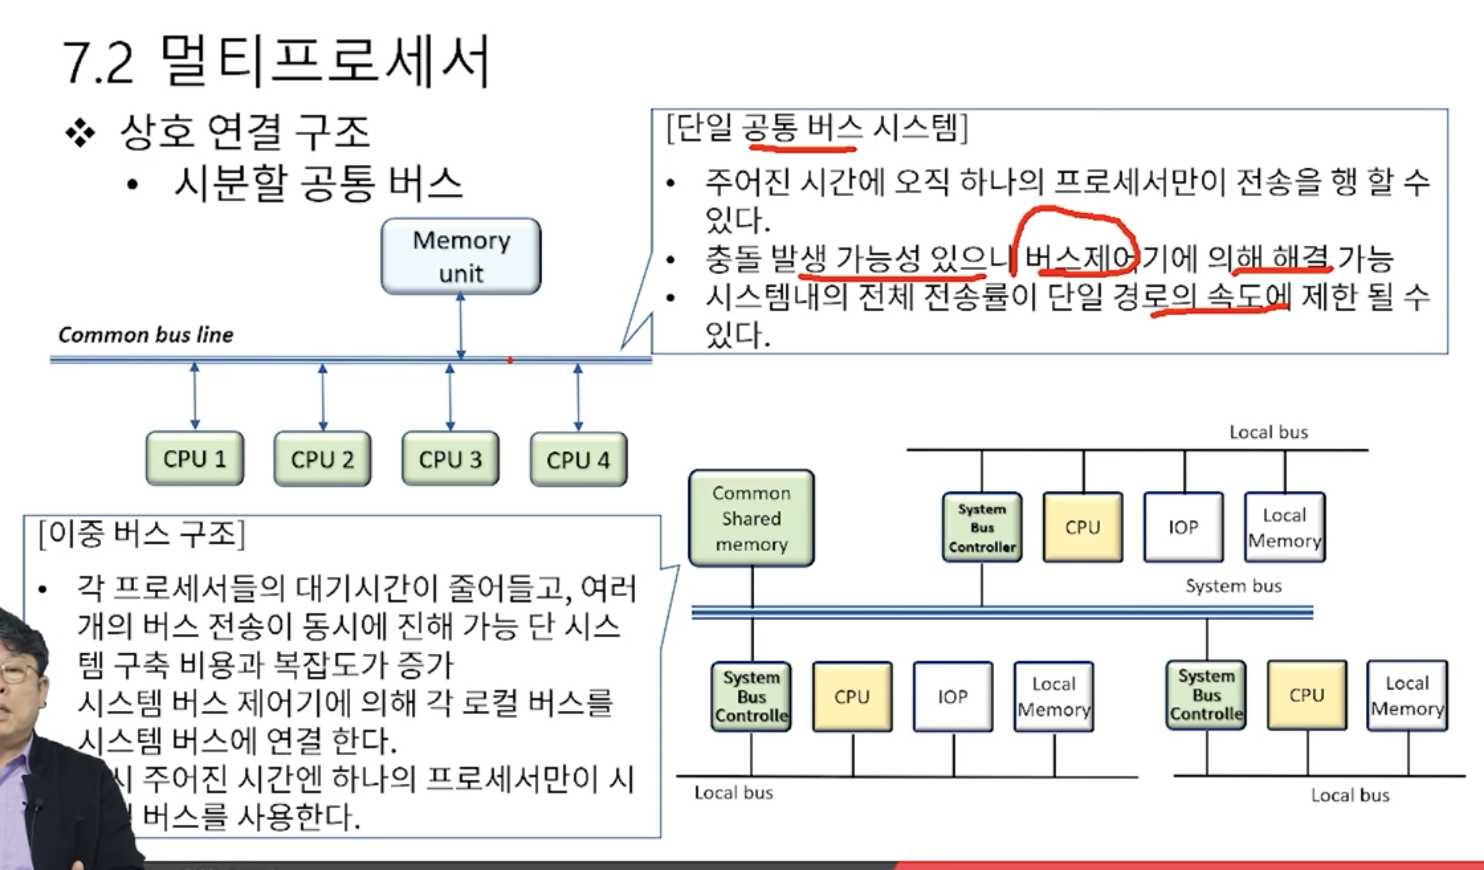 7.2 멀티프로세서
❖ 상호 연결 구조
• 시분할 공통 버스
Memory
unit
Common bus line
CPU 1
CPU 2
CPU 3
CPU 4
[단일 공통 버스 시스템]
• 주어진 시간에 오직 하나의 프로세서만이 전송을 행 할 수
있다.
• 충돌 발생 가능성 있으니 버스제어기에 의해 해결 가능
• 시스템내의 전체 전송률이 단일 경로의 속도에 제한 될 수
있다.
[이중 버스 구조]
• 각 프로세서들의 대기시간이 줄어들고, 여러
개의 버스 전송이 동시에 진해 가능 단 시스
템 구축 비용과 복잡도가 증가
시스템 버스 제어기에 의해 각 로컬 버스를
시스템 버스에 연결 한다.
시 주어진 시간엔 하나의 프로세서만이 시
버스를 사용한다.
Local bus
Common
Shared
memory
System
Bus
Controller
CPU
IOP
Local
Memory
System bus
System
Bus
Controlle
CPU
IOP
Local
Memory
Local bus
System
Bus
Controlle
CPU
Local
Memory
Local bus